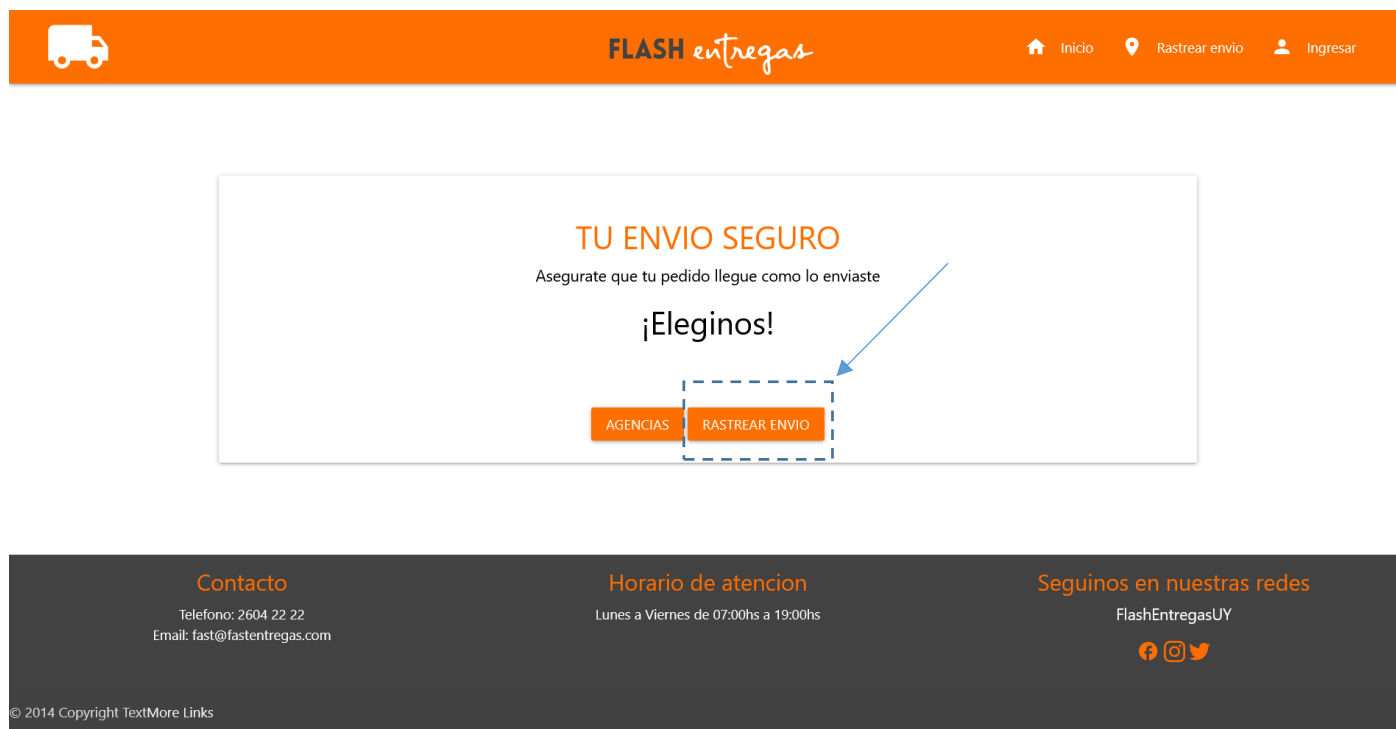 FLASH entregas
Inicio
Rastrear envio
Ingresar
TU ENVIO SEGURO
Asegurate que tu pedido llegue como lo enviaste
¡Eleginos!
AGENCIAS
RASTREAR ENVIO
Contacto
Telefono: 2604 22 22
Email: fast@fastentregas.com
Horario de atencion
Lunes a Viernes de 07:00hs a 19:00hs
Seguinos en nuestras redes
FlashEntregasUY
© 2014 Copyright TextMore Links